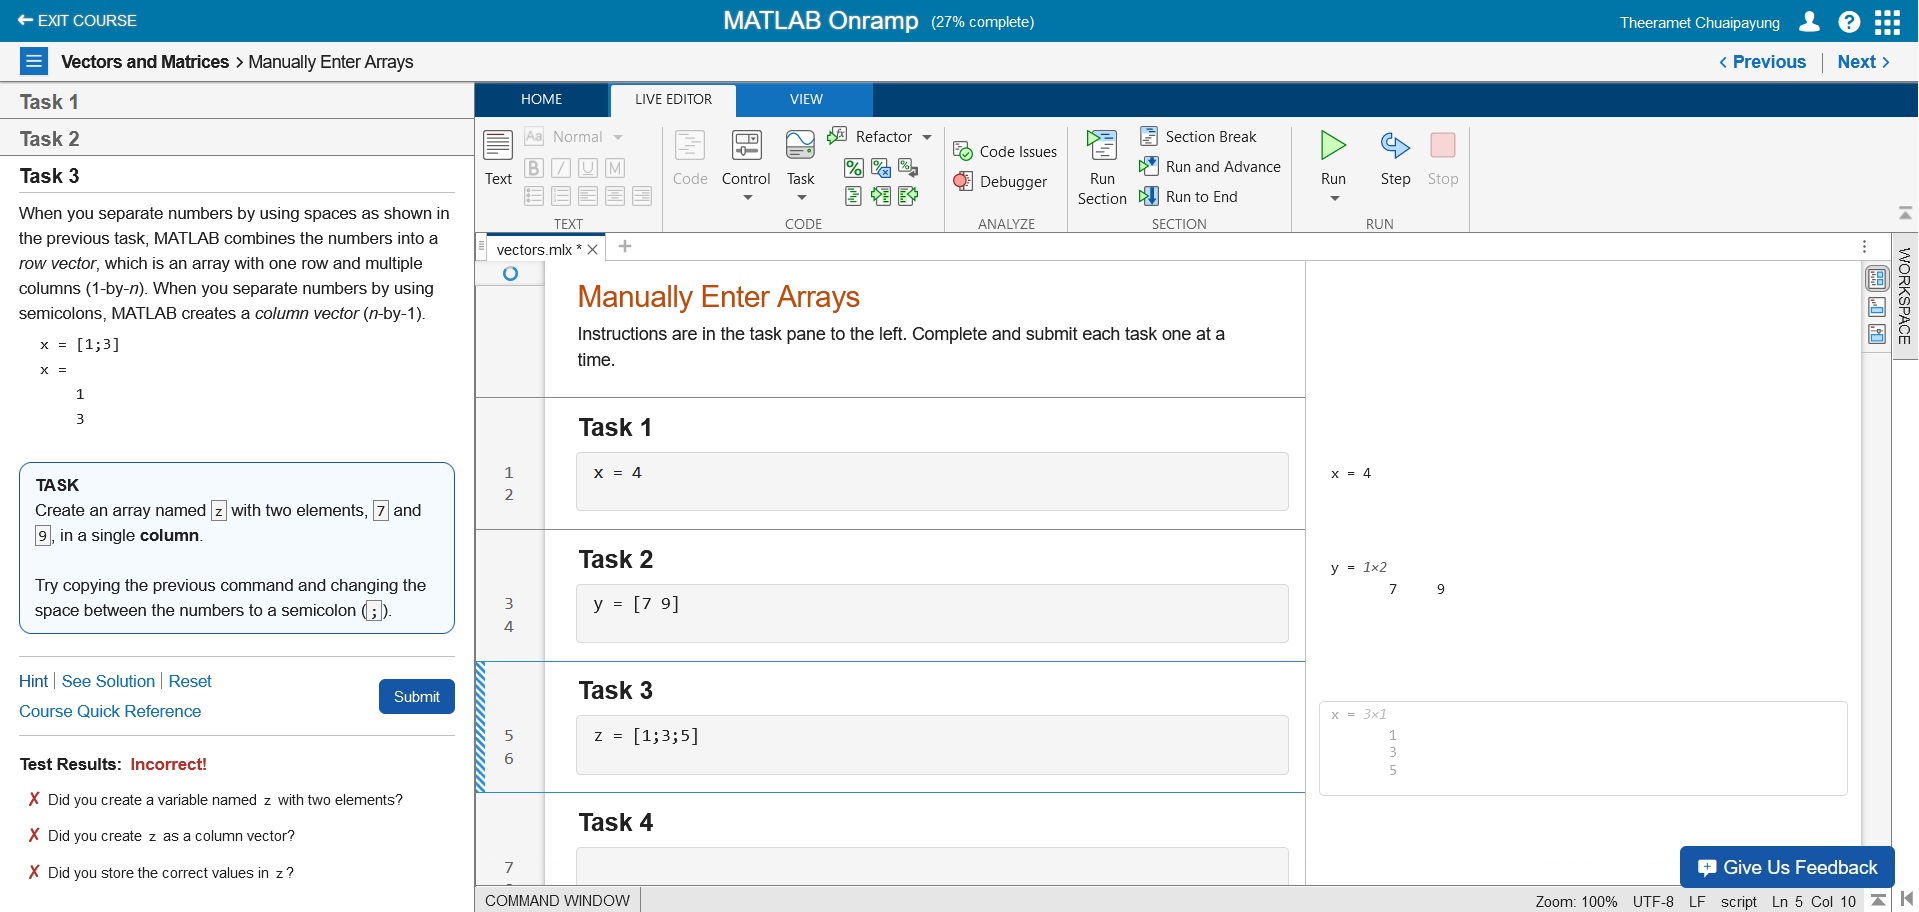 EXIT COURSE
MATLAB Onramp (27% complete)
Theeramet Chuaipayung
Vectors and Matrices > Manually Enter Arrays
< Previous | Next >
Task 1
Task 2
Task 3
When you separate numbers by using spaces as shown in
the previous task, MATLAB combines the numbers into a
row vector, which is an array with one row and multiple
columns (1-by-n). When you separate numbers by using
semicolons, MATLAB creates a column vector (n-by-1).
x = [1;3]
x =
1
3
TASK
Create an array named z with two elements, 7 and
9, in a single column.
Try copying the previous command and changing the
space between the numbers to a semicolon (;).
Hint | See Solution | Reset
Course Quick Reference
Submit
Test Results: Incorrect!
✗ Did you create a variable named z with two elements?
✗ Did you create z as a column vector?
✗ Did you store the correct values in z?
HOME
LIVE EDITOR
VIEW
Text
Aa Normal
B I U M
TEXT
Code
Control
Task
Refactor
CODE
Code Issues
Debugger
ANALYZE
Run
Section
Section Break
Run and Advance
Run to End
SECTION
Run
Step
Stop
RUN
vectors.mlx *
WORKSPACE
Manually Enter Arrays
Instructions are in the task pane to the left. Complete and submit each task one at a
time.
Task 1
1 x = 4
2
x = 4
Task 2
3 y = [7 9]
4
y = 1×2
7 9
Task 3
5 z = [1;3;5]
6
x = 3×1
1
3
5
Task 4
7
Give Us Feedback
COMMAND WINDOW
Zoom: 100% UTF-8 LF script Ln 5 Col 10